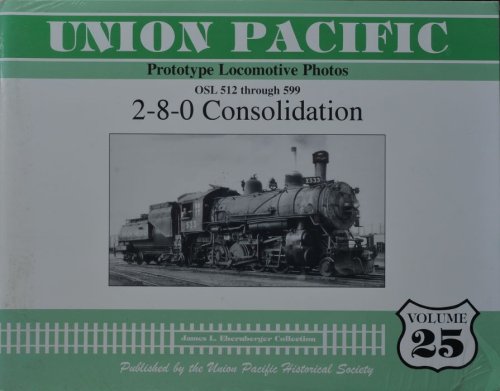 UNION PACIFIC
Prototype Locomotive Photos
OSL 512 through 599
2-8-0 Consolidation
James L. Ehernberger Collection
VOLUME
25
Published by the Union Pacific Historical Society